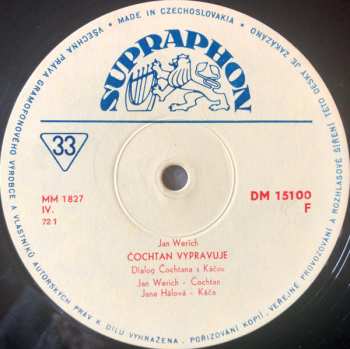 • MADE IN CZECHOSLOVAKIA •
VŠECHNA PRÁVA GRAMOFONOVÉHO VÝROBCE A VLASTNÍKŮ AUTORSKÝCH PRÁV K DÍLU VYHRAŽENA. POŘIZOVÁNÍ KOPIÍ, VEŘEJNÉ PROVOZOVÁNÍ A ROZHLASOVÉ ŠÍŘENÍ TÉTO DESKY JE ZAKÁZÁNO
SUPRAPHON
33
MM 1827
IV.
72 1
DM 15100
F
Jan Werich
COCHTAN VYPRAVUJE
Dialog Cochtana s Káčou
Jan Werich - Cochtan
Jana Hálová - Káča